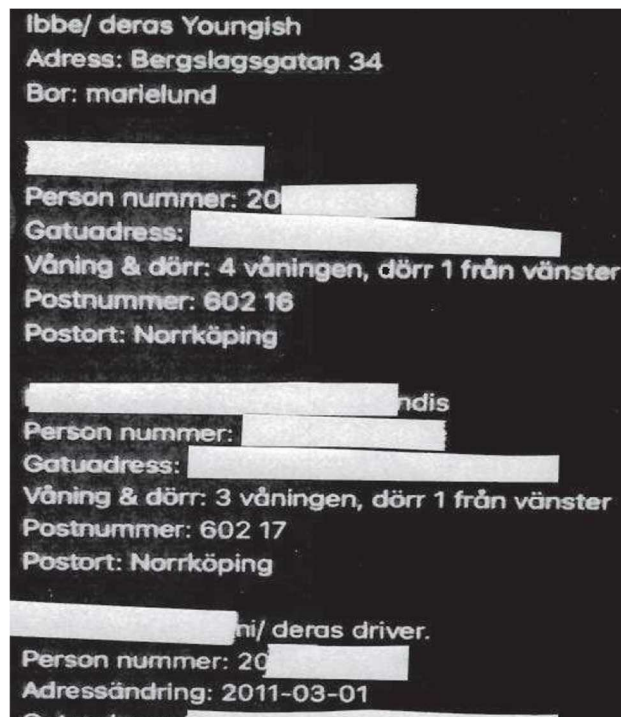 Ibbe/ deras Youngish
Adress: Bergslagsgatan 34
Bor: marielund
Person nummer: 20
Gatuadress:
Våning & dörr: 4 våningen, dörr 1 från vänster
Postnummer: 602 16
Postort: Norrköping
ndis
Person nummer:
Gatuadress:
Våning & dörr: 3 våningen, dörr 1 från vänster
Postnummer: 602 17
Postort: Norrköping
ni/ deras driver.
Person nummer: 20
Adressändring: 2011-03-01